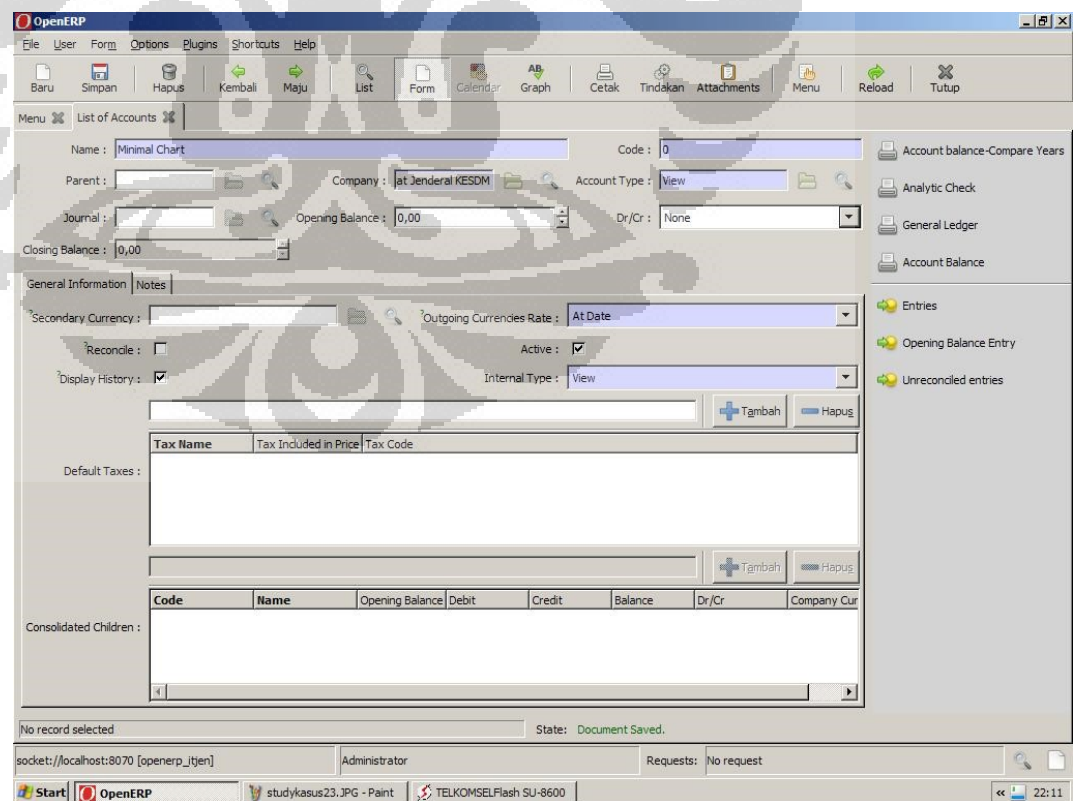 OpenERP
File User Form Options Plugins Shortcuts Help
Baru Simpan Hapus Kembali Maju List Form Calendar Graph Cetak Tindakan Attachments Menu Reload Tutup
Menu List of Accounts
Name : Minimal Chart Code : 0
Parent : Company : at Jenderal KESDM Account Type : View
Journal : Opening Balance : 0,00 Dr/Cr : None
Closing Balance : 0,00
General Information Notes
?Secondary Currency : ?Outgoing Currencies Rate : At Date
?Reconcile : Active :
?Display History : Internal Type : View
Tambah Hapus
Tax Name Tax Included in Price Tax Code
Default Taxes :
Tambah Hapus
Code Name Opening Balance Debit Credit Balance Dr/Cr Company Cur
Consolidated Children :
Account balance-Compare Years
Analytic Check
General Ledger
Account Balance
Entries
Opening Balance Entry
Unreconciled entries
No record selected State: Document Saved.
socket://localhost:8070 [openerp_itjen] Administrator Requests: No request
Start OpenERP studykasus23.JPG - Paint TELKOMSELFlash SU-8600 « 22:11